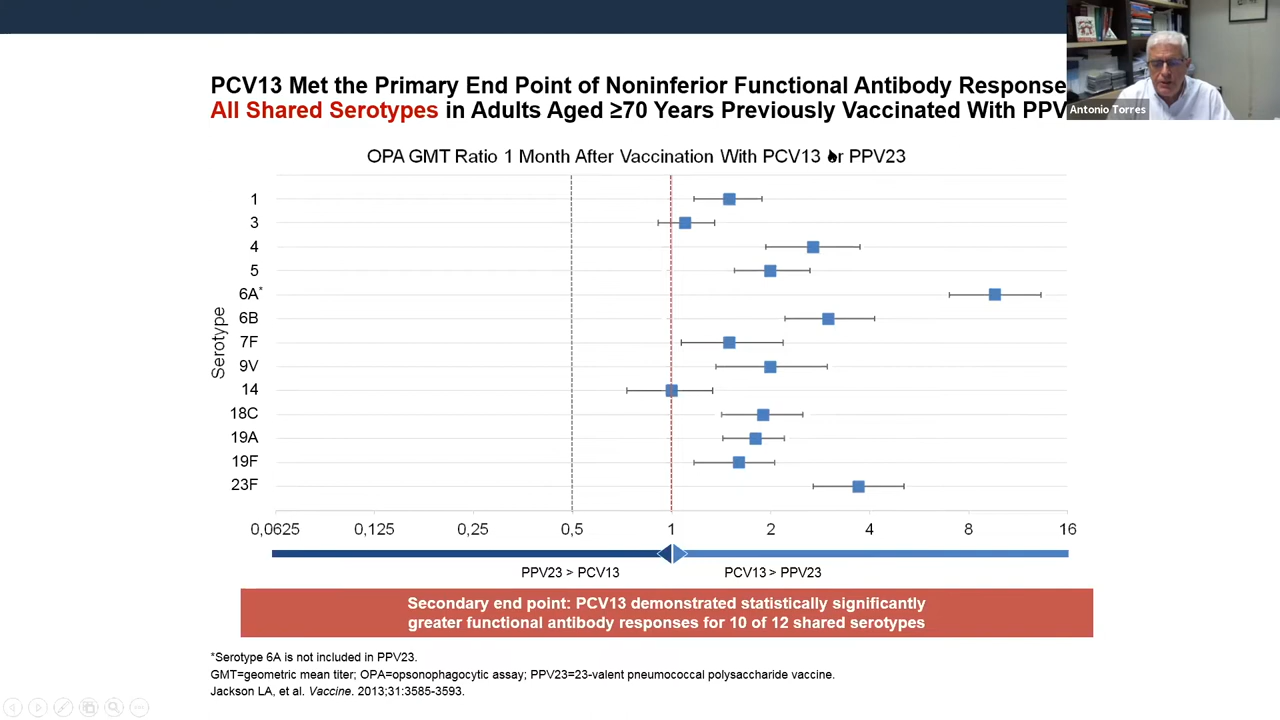 PCV13 Met the Primary End Point of Noninferior Functional Antibody Response
All Shared Serotypes in Adults Aged ≥70 Years Previously Vaccinated With PPV
Antonio Torres
OPA GMT Ratio 1 Month After Vaccination With PCV13 or PPV23
Serotype
1
3
4
5
6A*
6B
7F
9V
14
18C
19A
19F
23F
0,0625 0,125 0,25 0,5 1 2 4 8 16
PPV23 > PCV13 PCV13 > PPV23
Secondary end point: PCV13 demonstrated statistically significantly
greater functional antibody responses for 10 of 12 shared serotypes
*Serotype 6A is not included in PPV23.
GMT=geometric mean titer; OPA=opsonophagocytic assay; PPV23=23-valent pneumococcal polysaccharide vaccine.
Jackson LA, et al. Vaccine. 2013;31:3585-3593.